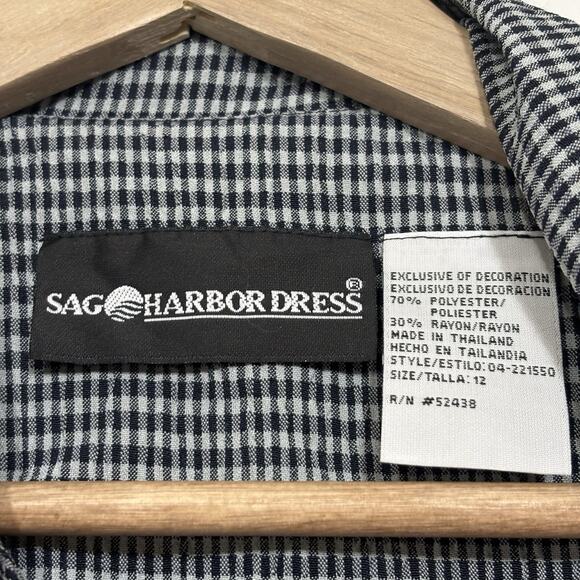 SAG HARBOR DRESS®
EXCLUSIVE OF DECORATION
EXCLUSIVO DE DECORACION
70% POLYESTER/
POLIESTER
30% RAYON/RAYON
MADE IN THAILAND
HECHO EN TAILANDIA
STYLE/ESTILO: 04-221550
SIZE/TALLA: 12
R/N #52438